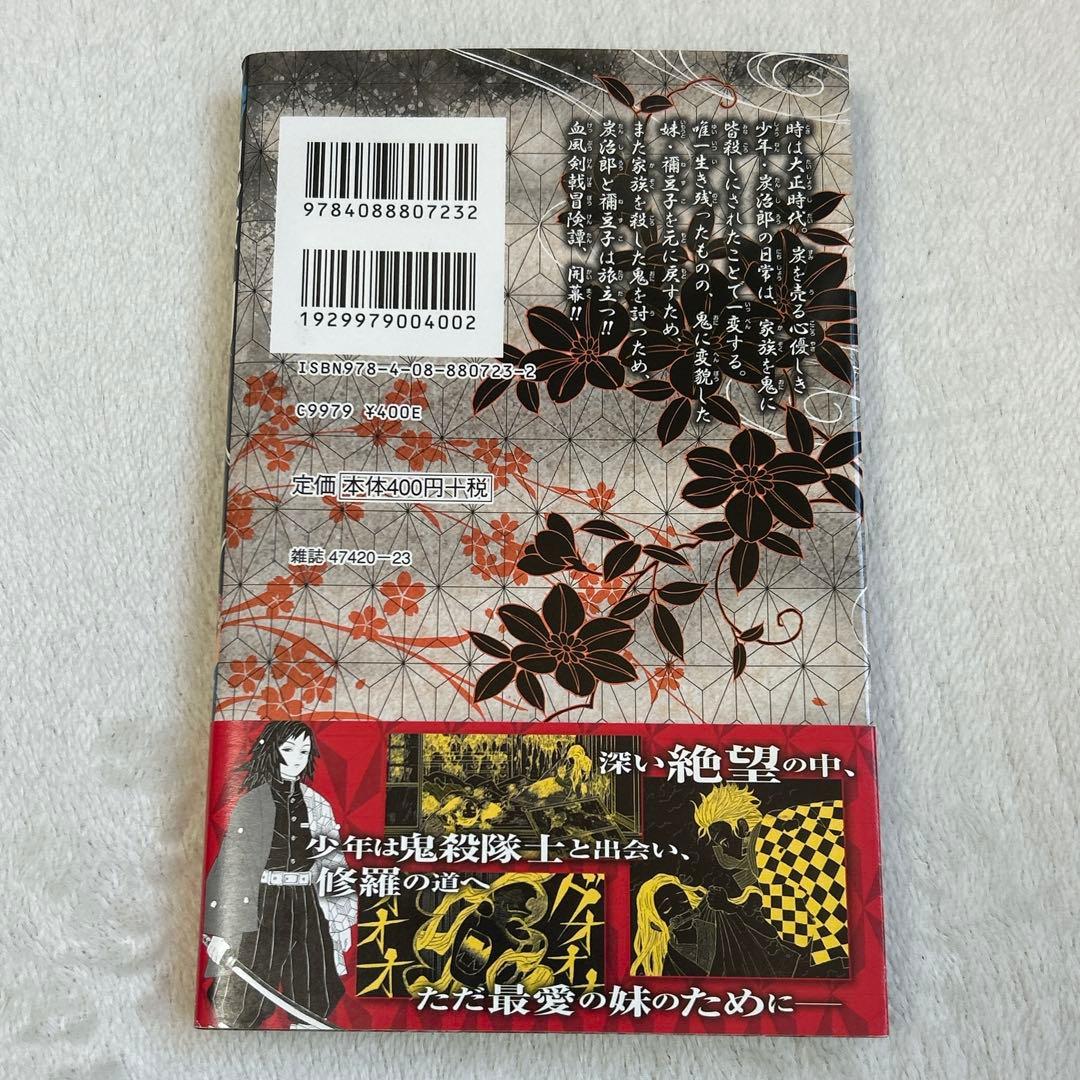 時は大正時代。炭を売る心優しき
少年・炭治郎の日常は、家族を鬼に
皆殺しにされたことで一変する。
唯一生き残ったものの、鬼に変貌した
妹・禰豆子を元に戻すため、
また家族を殺した鬼を討つため、
炭治郎と禰豆子は旅立つ!!
血風剣戟冒険譚、開幕!!
9784088807232
1929979004002
ISBN978-4-08-880723-2
C9979 ¥400E
定価 本体400円+税
雑誌 47420-23
深い絶望の中、
少年は鬼殺隊士と出会い、
修羅の道へ
グオオオ
オオ
ただ最愛の妹のために―